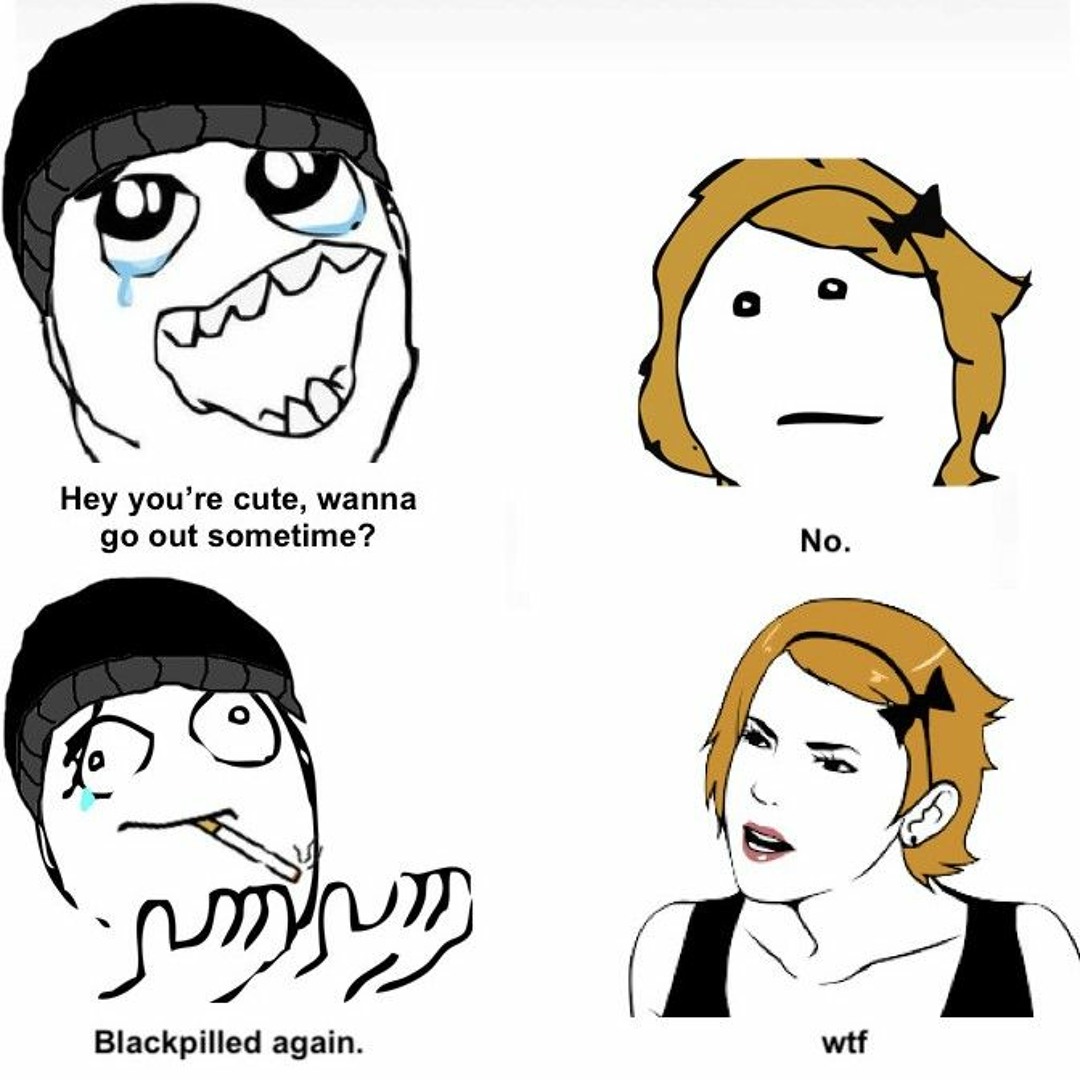 Hey you’re cute, wanna
go out sometime?
No.
Blackpilled again.
wtf